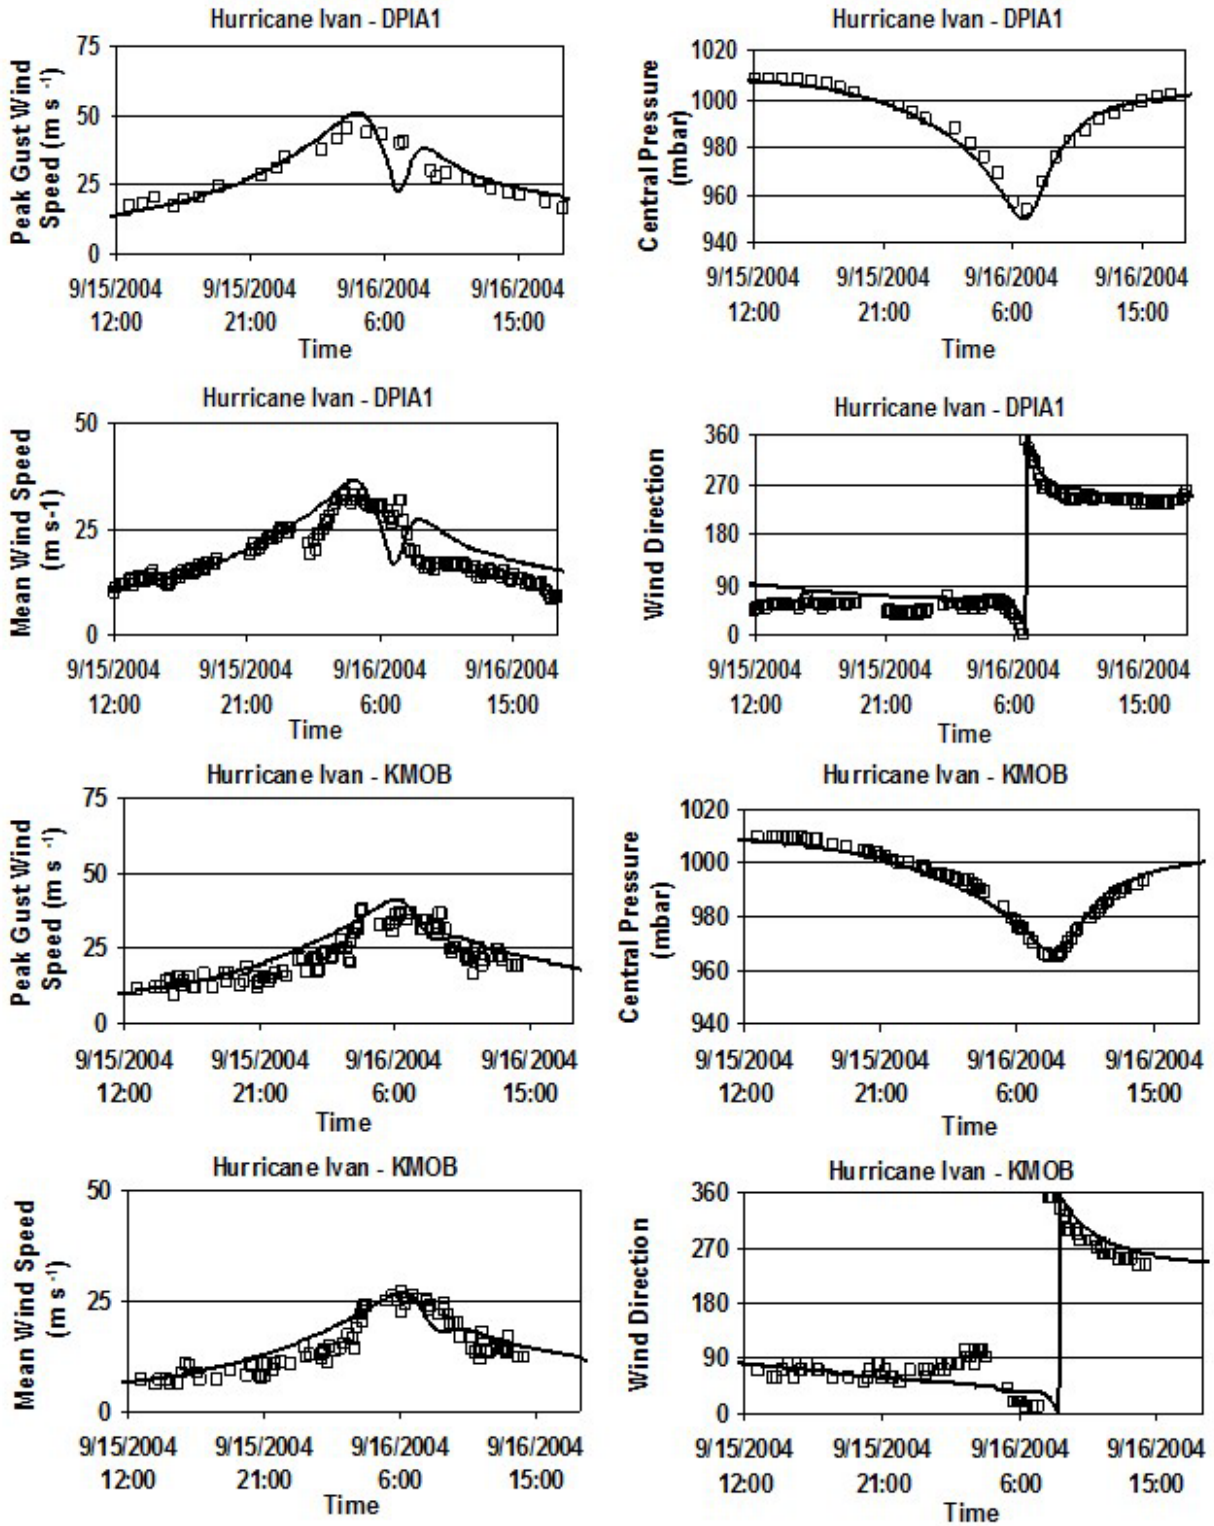 Hurricane Ivan - DPIA1
Peak Gust Wind
Speed (m s -1)
75
50
25
0
9/15/2004 9/15/2004 9/16/2004 9/16/2004
12:00 21:00 6:00 15:00
Time
Hurricane Ivan - DPIA1
Central Pressure
(mbar)
1020
1000
980
960
940
9/15/2004 9/15/2004 9/16/2004 9/16/2004
12:00 21:00 6:00 15:00
Time
Hurricane Ivan - DPIA1
Mean Wind Speed
(m s-1)
50
25
0
9/15/2004 9/15/2004 9/16/2004 9/16/2004
12:00 21:00 6:00 15:00
Time
Hurricane Ivan - DPIA1
Wind Direction
360
270
180
90
0
9/15/2004 9/15/2004 9/16/2004 9/16/2004
12:00 21:00 6:00 15:00
Time
Hurricane Ivan - KMOB
Peak Gust Wind
Speed (m s -1)
75
50
25
0
9/15/2004 9/15/2004 9/16/2004 9/16/2004
12:00 21:00 6:00 15:00
Time
Hurricane Ivan - KMOB
Central Pressure
(mbar)
1020
1000
980
960
940
9/15/2004 9/15/2004 9/16/2004 9/16/2004
12:00 21:00 6:00 15:00
Time
Hurricane Ivan - KMOB
Mean Wind Speed
(m s -1)
50
25
0
9/15/2004 9/15/2004 9/16/2004 9/16/2004
12:00 21:00 6:00 15:00
Time
Hurricane Ivan - KMOB
Wind Direction
360
270
180
90
0
9/15/2004 9/15/2004 9/16/2004 9/16/2004
12:00 21:00 6:00 15:00
Time